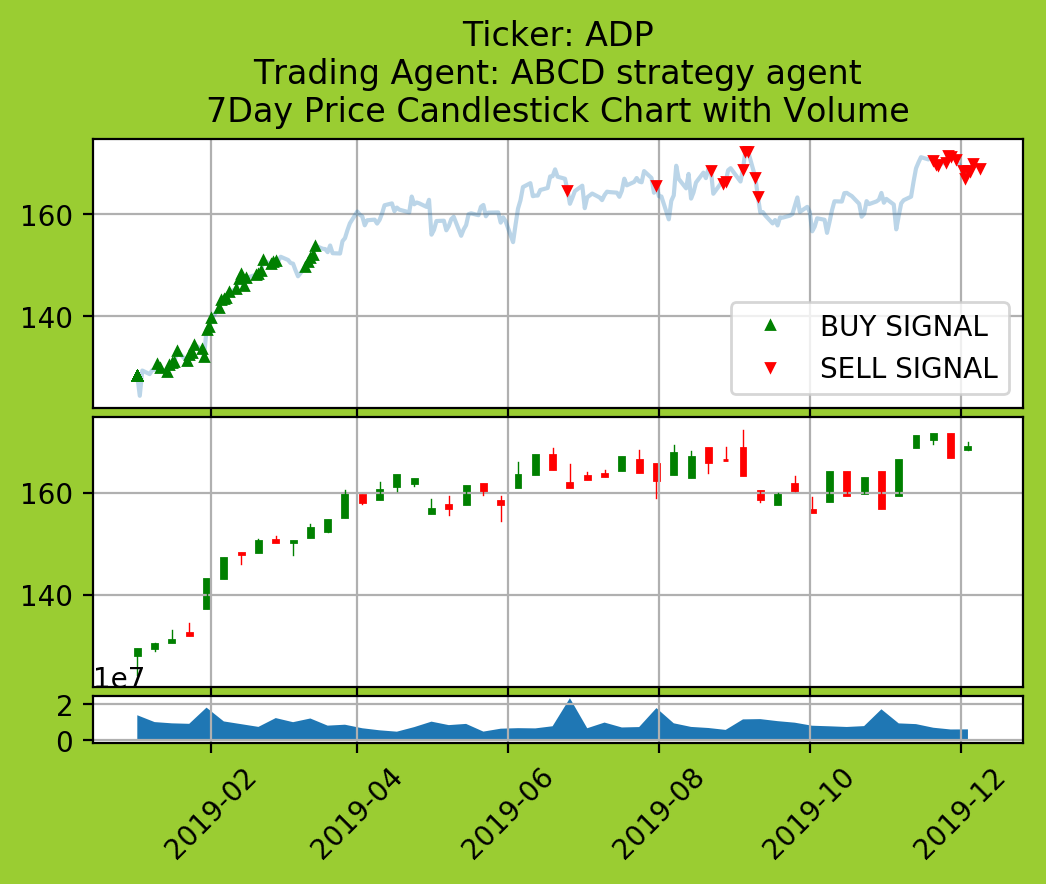 Ticker: ADP
Trading Agent: ABCD strategy agent
7Day Price Candlestick Chart with Volume
160
140
BUY SIGNAL
SELL SIGNAL
160
140
1e7
2
0
2019-02
2019-04
2019-06
2019-08
2019-10
2019-12